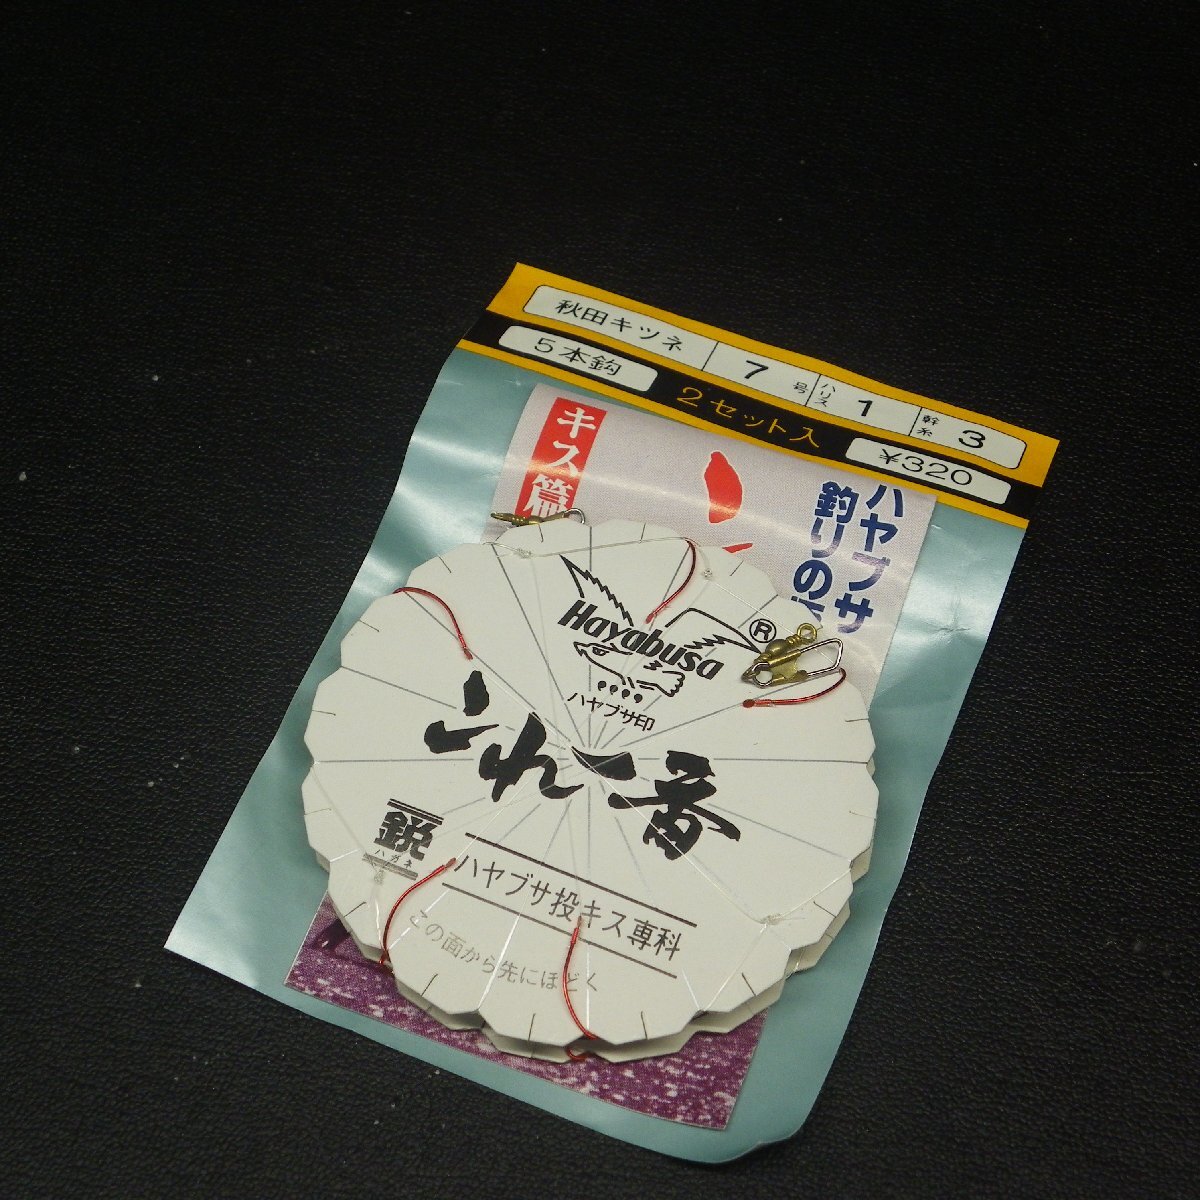 秋田キツネ 7号 ハリス 1 幹糸 3
5本鈎 2セット入 ¥320
キス篇
ハヤブサ
釣りの
Hayabusa®
ハヤブサ印
これ一番
鋭
ハガネ
ハヤブサ投キス専科
この面から先にほどく